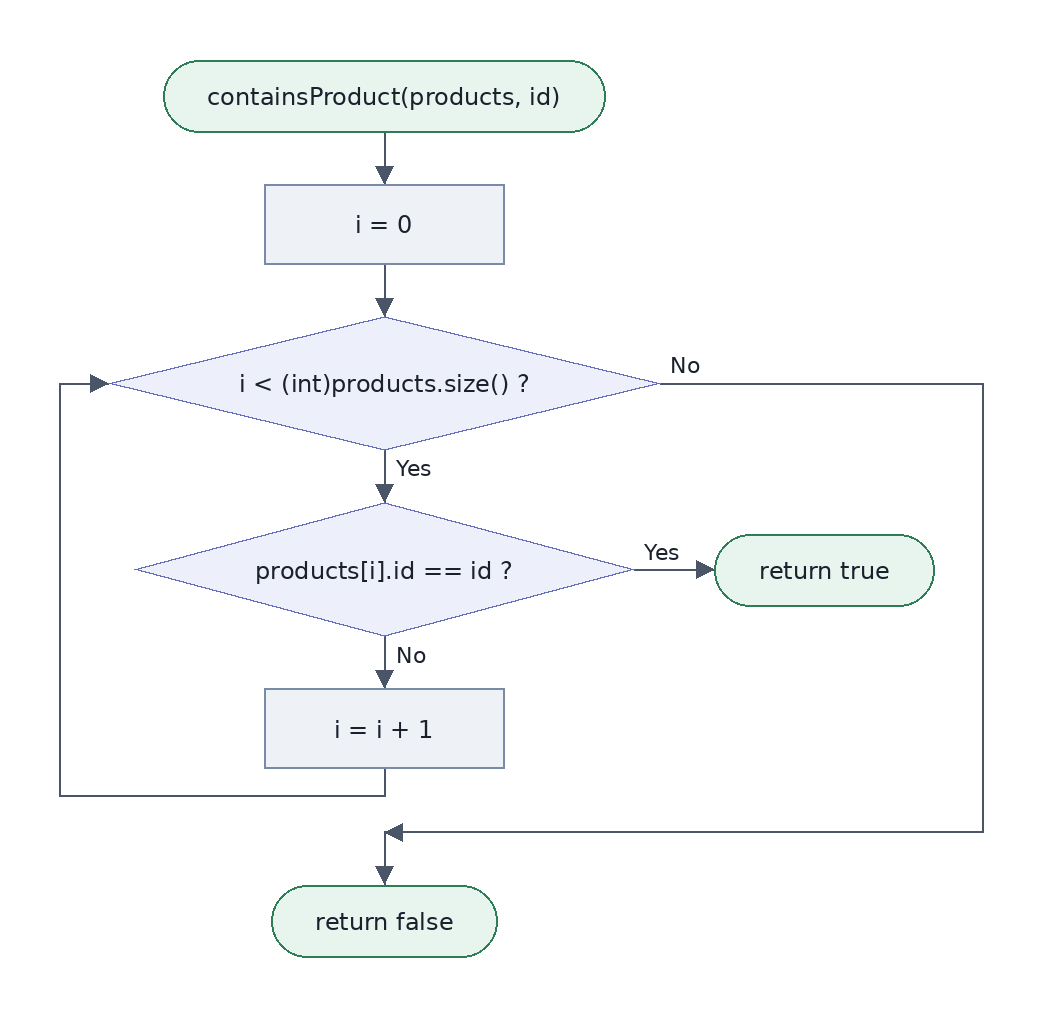 containsProduct(products, id)
i = 0
i < (int)products.size() ?
No
Yes
products[i].id == id ?
Yes
return true
No
i = i + 1
return false